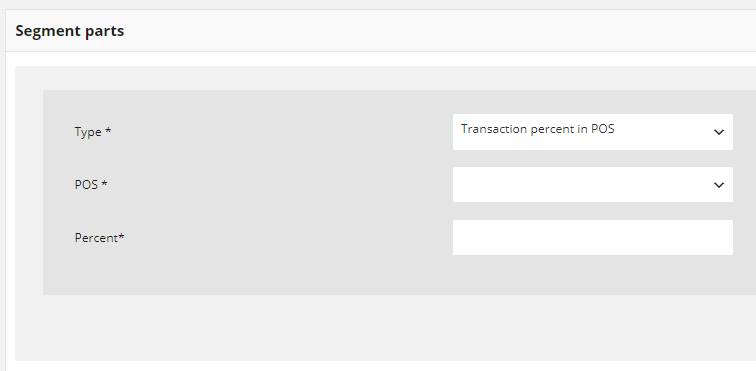 Segment parts
Type *
Transaction percent in POS
POS *
Percent*